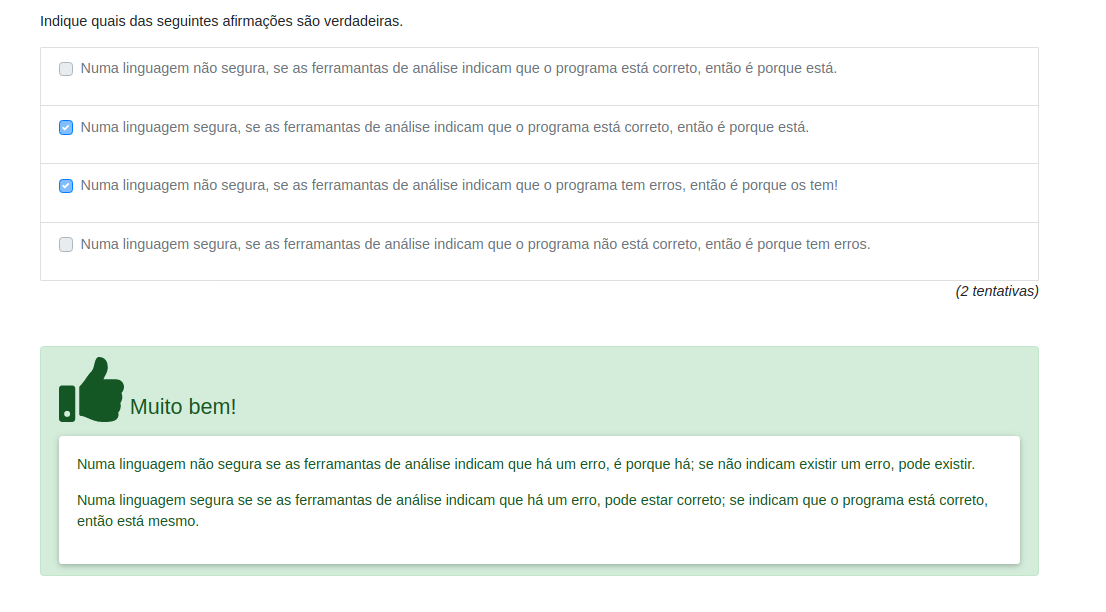 Indique quais das seguintes afirmações são verdadeiras.
Numa linguagem não segura, se as ferramantas de análise indicam que o programa está correto, então é porque está.
Numa linguagem segura, se as ferramantas de análise indicam que o programa está correto, então é porque está.
Numa linguagem não segura, se as ferramantas de análise indicam que o programa tem erros, então é porque os tem!
Numa linguagem segura, se as ferramantas de análise indicam que o programa não está correto, então é porque tem erros.
(2 tentativas)
Muito bem!
Numa linguagem não segura se as ferramantas de análise indicam que há um erro, é porque há; se não indicam existir um erro, pode existir.
Numa linguagem segura se se as ferramantas de análise indicam que há um erro, pode estar correto; se indicam que o programa está correto,
então está mesmo.